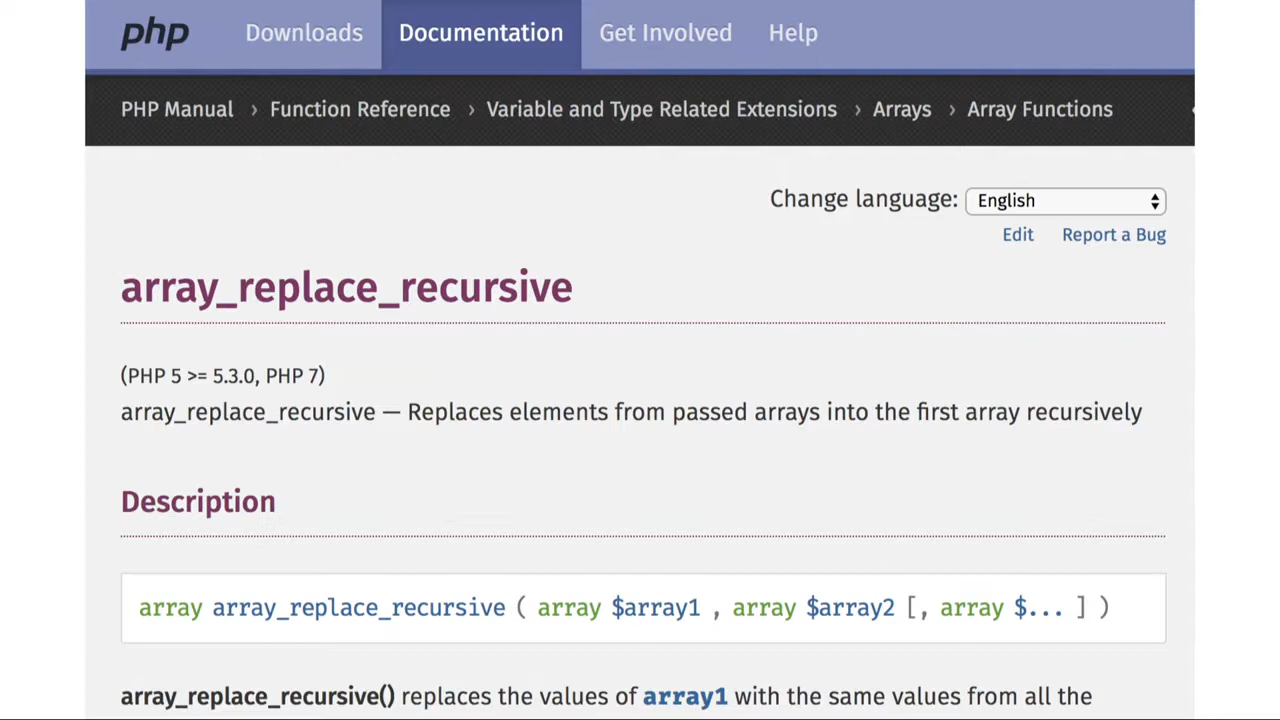 php Downloads Documentation Get Involved Help
PHP Manual › Function Reference › Variable and Type Related Extensions › Arrays › Array Functions
Change language: English
Edit Report a Bug
array_replace_recursive
(PHP 5 >= 5.3.0, PHP 7)
array_replace_recursive — Replaces elements from passed arrays into the first array recursively
Description
array array_replace_recursive ( array $array1 , array $array2 [, array $... ] )
array_replace_recursive() replaces the values of array1 with the same values from all the